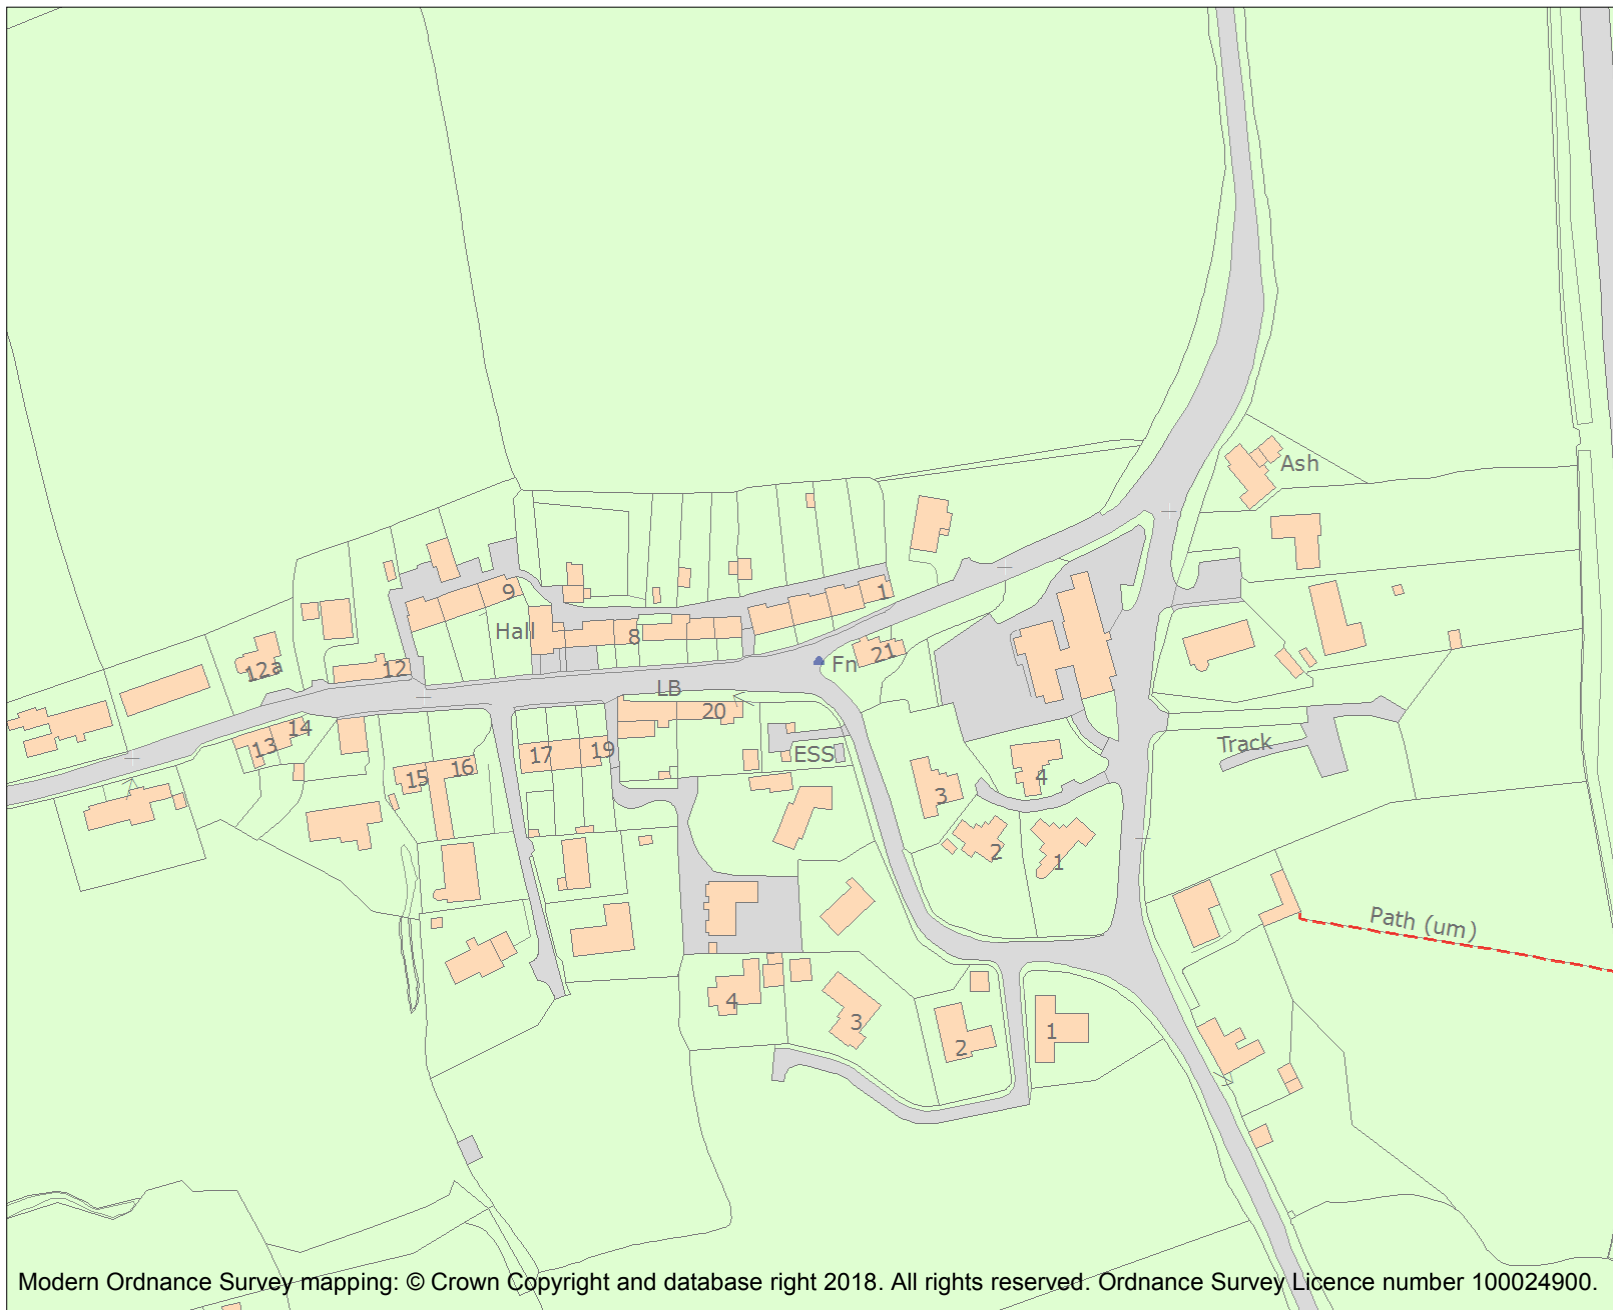 Ash
9
1
Hall
8
21
Fn
12a
12
LB
20
14
13
17
19
ESS
Track
16
15
4
3
2
1
Path (um)
4
3
2
1
Modern Ordnance Survey mapping: © Crown Copyright and database right 2018. All rights reserved. Ordnance Survey Licence number 100024900.